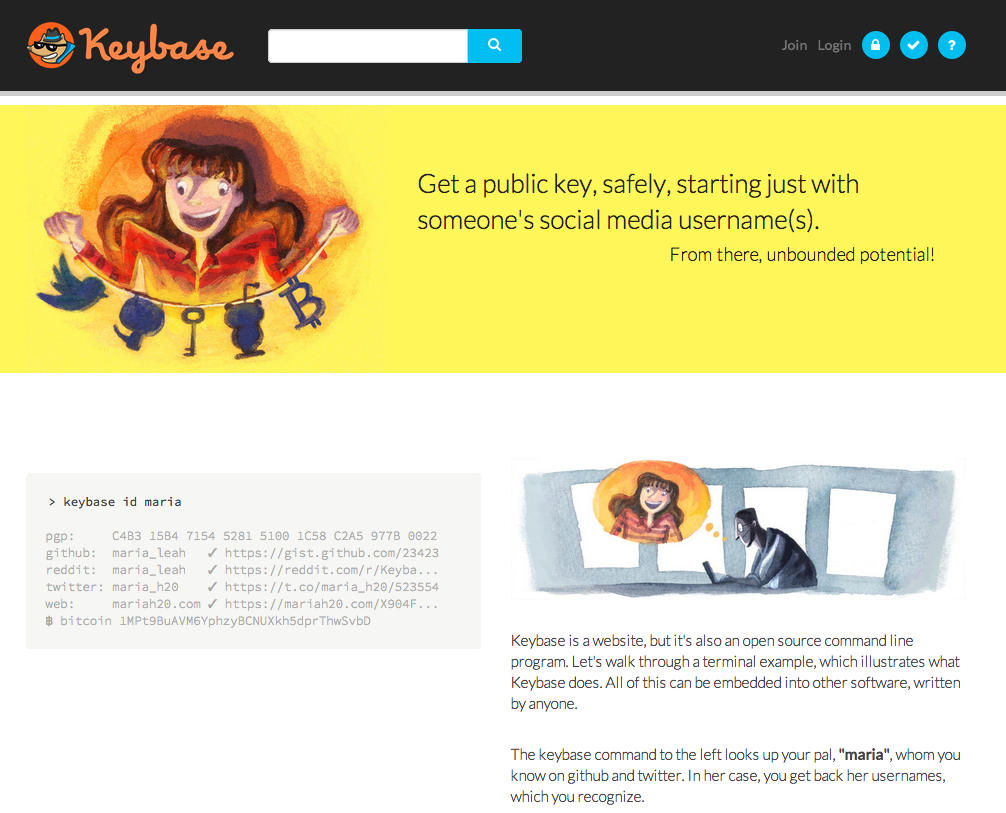 Keybase
Join Login ?
Get a public key, safely, starting just with
someone's social media username(s).
From there, unbounded potential!
> keybase id maria
pgp: C4B3 15B4 7154 5281 5100 1C58 C2A5 977B 0022
github: maria_leah ✓ https://gist.github.com/23423
reddit: maria_leah ✓ https://reddit.com/r/Keyba...
twitter: maria_h20 ✓ https://t.co/maria_h20/523554
web: mariah20.com ✓ https://mariah20.com/X904F...
฿ bitcoin 1MPt9BuAVM6YphzyBCNUXkh5dprThwSvbD
Keybase is a website, but it's also an open source command line
program. Let's walk through a terminal example, which illustrates what
Keybase does. All of this can be embedded into other software, written
by anyone.
The keybase command to the left looks up your pal, "maria", whom you
know on github and twitter. In her case, you get back her usernames,
which you recognize.